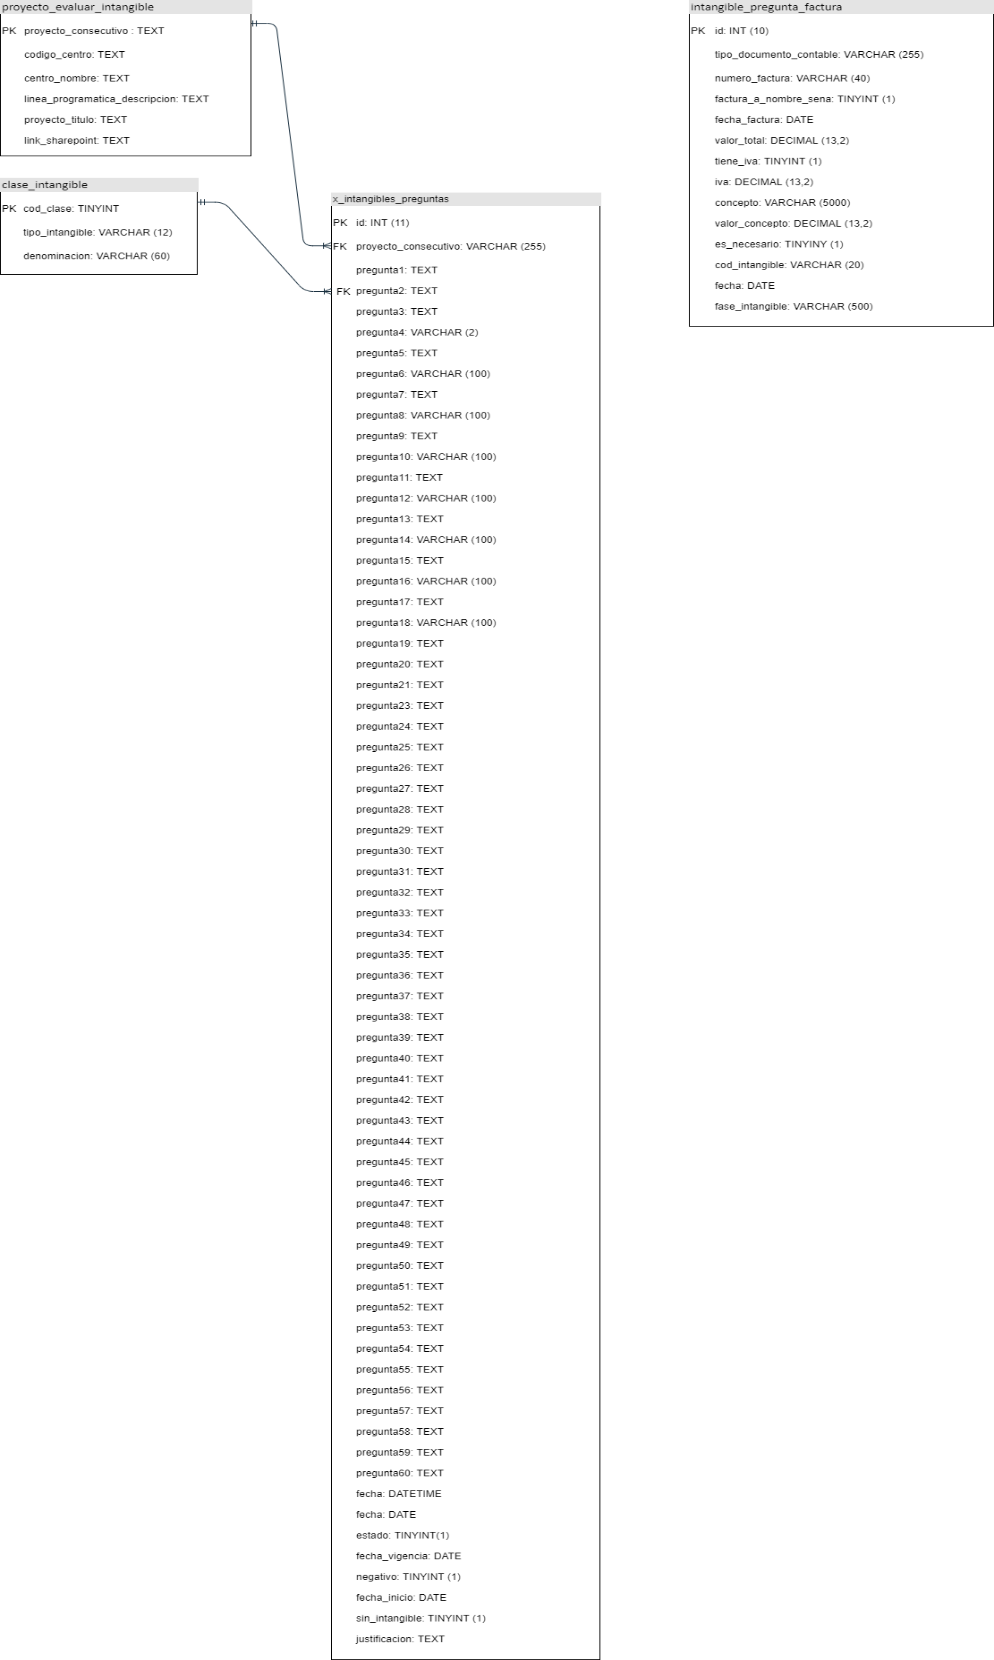 proyecto_evaluar_intangible
PK proyecto_consecutivo : TEXT
codigo_centro: TEXT
centro_nombre: TEXT
linea_programatica_descripcion: TEXT
proyecto_titulo: TEXT
link_sharepoint: TEXT
clase_intangible
PK cod_clase: TINYINT
tipo_intangible: VARCHAR (12)
denominacion: VARCHAR (60)
x_intangibles_preguntas
PK id: INT (11)
FK proyecto_consecutivo: VARCHAR (255)
pregunta1: TEXT
FK pregunta2: TEXT
pregunta3: TEXT
pregunta4: VARCHAR (2)
pregunta5: TEXT
pregunta6: VARCHAR (100)
pregunta7: TEXT
pregunta8: VARCHAR (100)
pregunta9: TEXT
pregunta10: VARCHAR (100)
pregunta11: TEXT
pregunta12: VARCHAR (100)
pregunta13: TEXT
pregunta14: VARCHAR (100)
pregunta15: TEXT
pregunta16: VARCHAR (100)
pregunta17: TEXT
pregunta18: VARCHAR (100)
pregunta19: TEXT
pregunta20: TEXT
pregunta21: TEXT
pregunta23: TEXT
pregunta24: TEXT
pregunta25: TEXT
pregunta26: TEXT
pregunta27: TEXT
pregunta28: TEXT
pregunta29: TEXT
pregunta30: TEXT
pregunta31: TEXT
pregunta32: TEXT
pregunta33: TEXT
pregunta34: TEXT
pregunta35: TEXT
pregunta36: TEXT
pregunta37: TEXT
pregunta38: TEXT
pregunta39: TEXT
pregunta40: TEXT
pregunta41: TEXT
pregunta42: TEXT
pregunta43: TEXT
pregunta44: TEXT
pregunta45: TEXT
pregunta46: TEXT
pregunta47: TEXT
pregunta48: TEXT
pregunta49: TEXT
pregunta50: TEXT
pregunta51: TEXT
pregunta52: TEXT
pregunta53: TEXT
pregunta54: TEXT
pregunta55: TEXT
pregunta56: TEXT
pregunta57: TEXT
pregunta58: TEXT
pregunta59: TEXT
pregunta60: TEXT
fecha: DATETIME
fecha: DATE
estado: TINYINT(1)
fecha_vigencia: DATE
negativo: TINYINT (1)
fecha_inicio: DATE
sin_intangible: TINYINT (1)
justificacion: TEXT
intangible_pregunta_factura
PK id: INT (10)
tipo_documento_contable: VARCHAR (255)
numero_factura: VARCHAR (40)
factura_a_nombre_sena: TINYINT (1)
fecha_factura: DATE
valor_total: DECIMAL (13,2)
tiene_iva: TINYINT (1)
iva: DECIMAL (13,2)
concepto: VARCHAR (5000)
valor_concepto: DECIMAL (13,2)
es_necesario: TINYINY (1)
cod_intangible: VARCHAR (20)
fecha: DATE
fase_intangible: VARCHAR (500)